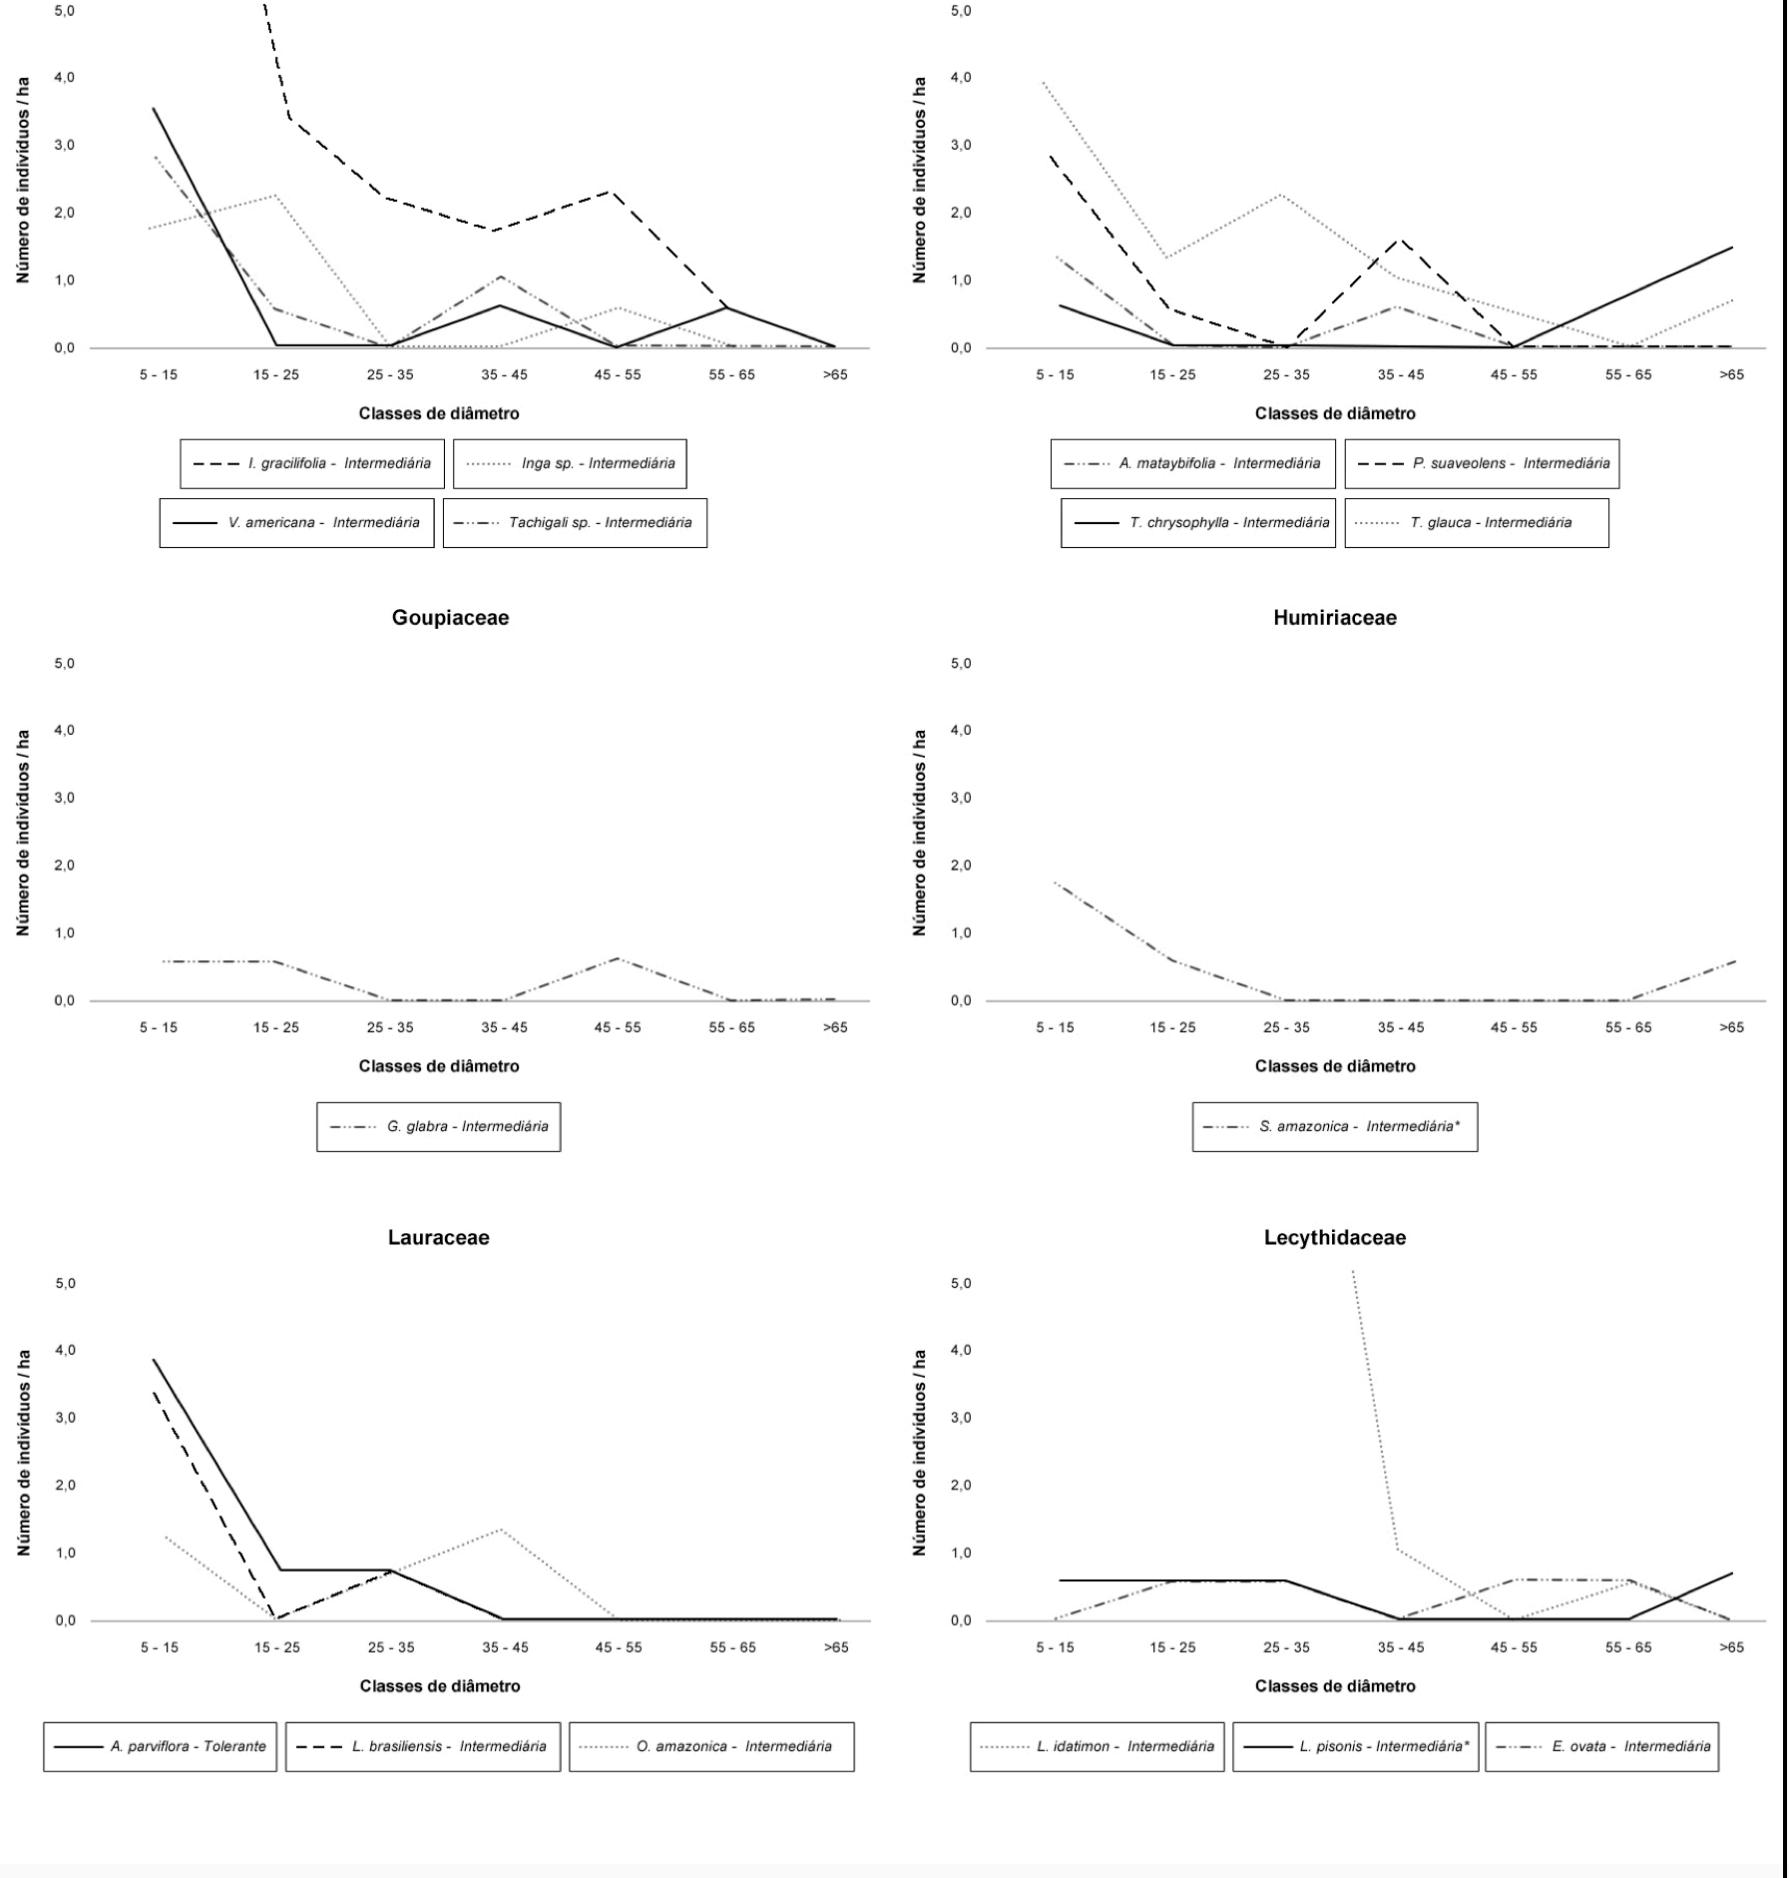 5,0
4,0
3,0
2,0
1,0
0,0
Número de indivíduos / ha
5 - 15 15 - 25 25 - 35 35 - 45 45 - 55 55 - 65 >65
Classes de diâmetro
I. gracilifolia - Intermediária
Inga sp. - Intermediária
V. americana - Intermediária
Tachigali sp. - Intermediária
5,0
4,0
3,0
2,0
1,0
0,0
Número de indivíduos / ha
5 - 15 15 - 25 25 - 35 35 - 45 45 - 55 55 - 65 >65
Classes de diâmetro
A. mataybifolia - Intermediária
P. suaveolens - Intermediária
T. chrysophylla - Intermediária
T. glauca - Intermediária
Goupiaceae
5,0
4,0
3,0
2,0
1,0
0,0
Número de indivíduos / ha
5 - 15 15 - 25 25 - 35 35 - 45 45 - 55 55 - 65 >65
Classes de diâmetro
G. glabra - Intermediária
Humiriaceae
5,0
4,0
3,0
2,0
1,0
0,0
Número de indivíduos / ha
5 - 15 15 - 25 25 - 35 35 - 45 45 - 55 55 - 65 >65
Classes de diâmetro
S. amazonica - Intermediária*
Lauraceae
5,0
4,0
3,0
2,0
1,0
0,0
Número de indivíduos / ha
5 - 15 15 - 25 25 - 35 35 - 45 45 - 55 55 - 65 >65
Classes de diâmetro
A. parviflora - Tolerante
L. brasiliensis - Intermediária
O. amazonica - Intermediária
Lecythidaceae
5,0
4,0
3,0
2,0
1,0
0,0
Número de indivíduos / ha
5 - 15 15 - 25 25 - 35 35 - 45 45 - 55 55 - 65 >65
Classes de diâmetro
L. idatimon - Intermediária
L. pisonis - Intermediária*
E. ovata - Intermediária